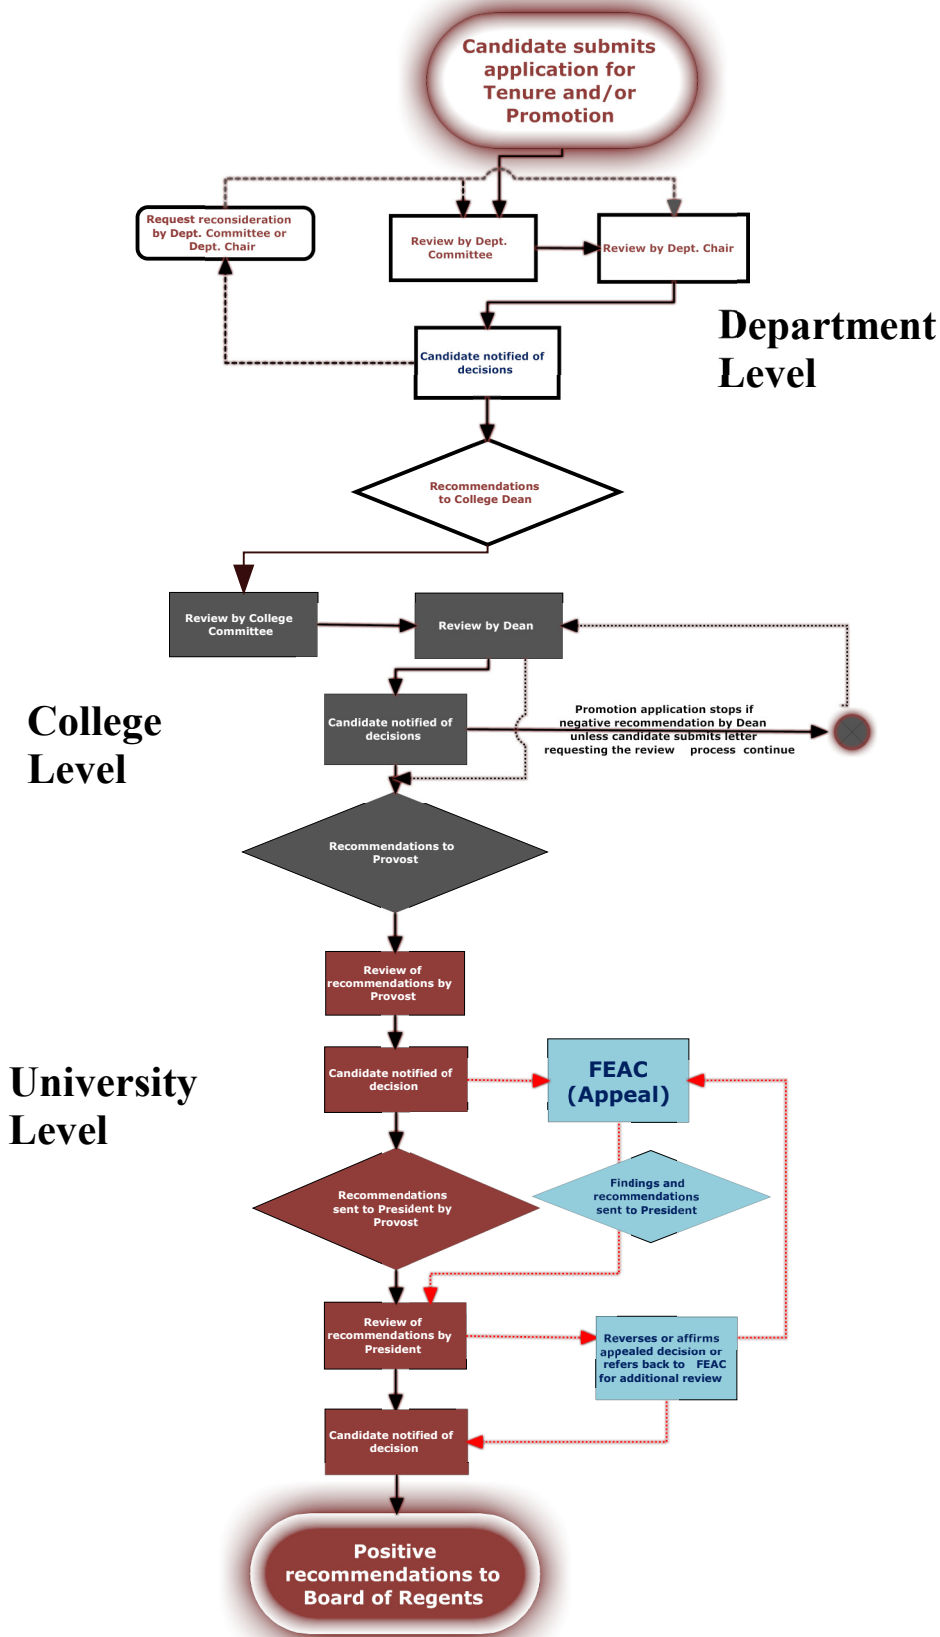 Candidate submits
application for
Tenure and/or
Promotion
Request reconsideration
by Dept. Committee or
Dept. Chair
Review by Dept.
Committee
Review by Dept. Chair
Department
Level
Candidate notified of
decisions
Recommendations
to College Dean
Review by College
Committee
Review by Dean
College
Level
Candidate notified of
decisions
Promotion application stops if
negative recommendation by Dean
unless candidate submits letter
requesting the review process continue
Recommendations to
Provost
Review of
recommendations by
Provost
University
Level
Candidate notified of
decision
FEAC
(Appeal)
Recommendations
sent to President by
Provost
Findings and
recommendations
sent to President
Review of
recommendations by
President
Reverses or affirms
appealed decision or
refers back to FEAC
for additional review
Candidate notified of
decision
Positive
recommendations to
Board of Regents